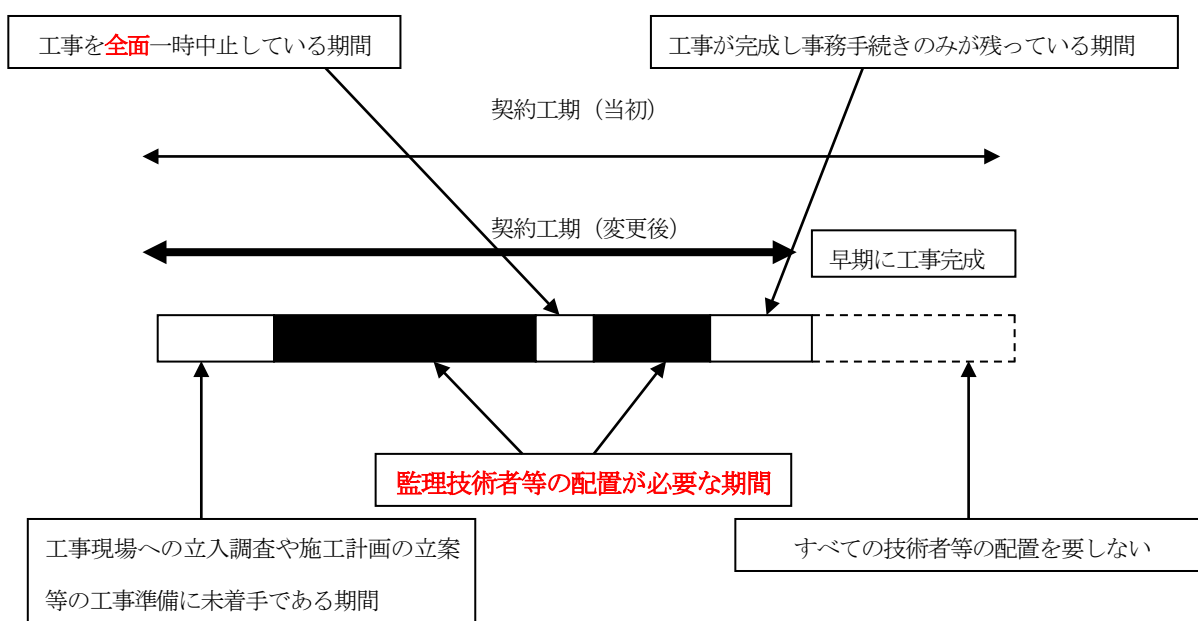 工事を全面一時中止している期間
工事が完成し事務手続きのみが残っている期間
契約工期（当初）
契約工期（変更後）
早期に工事完成
監理技術者等の配置が必要な期間
工事現場への立入調査や施工計画の立案
等の工事準備に未着手である期間
すべての技術者等の配置を要しない